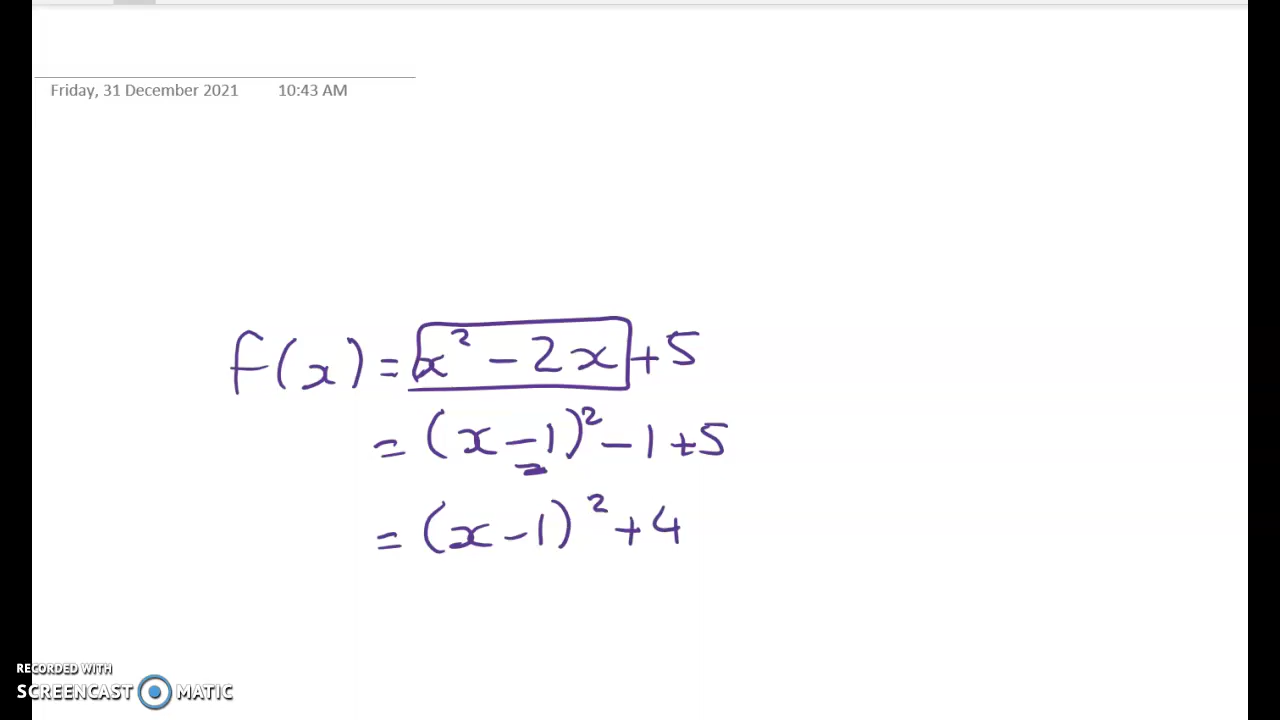 Friday, 31 December 2021 10:43 AM
f(x) = x² - 2x + 5
= (x - 1)² - 1 + 5
= (x - 1)² + 4
RECORDED WITH
SCREENCAST MATIC